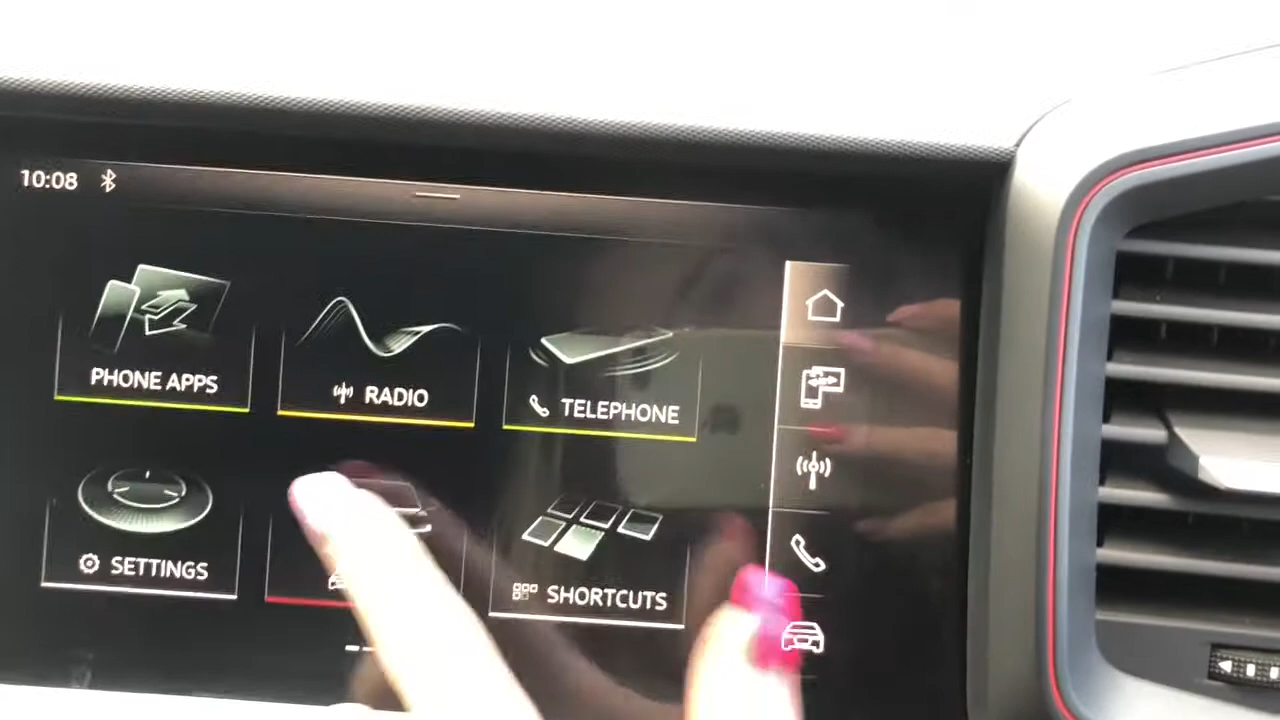 10:08
PHONE APPS
RADIO
TELEPHONE
SETTINGS
SHORTCUTS